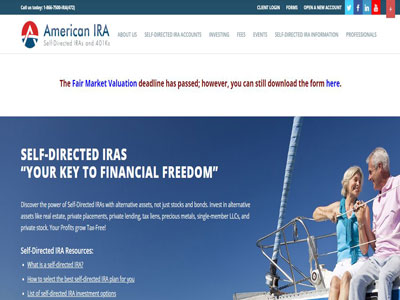 Call us today: 1-866-7500-IRA(472)
CLIENT LOGIN FORMS OPEN A NEW ACCOUNT
American IRA
Self-Directed IRAs and 401Ks
ABOUT US SELF-DIRECTED IRA ACCOUNTS INVESTING FEES EVENTS SELF-DIRECTED IRA INFORMATION PROFESSIONALS
The Fair Market Valuation deadline has passed; however, you can still download the form here.
SELF-DIRECTED IRAS
“YOUR KEY TO FINANCIAL FREEDOM”
Discover the power of Self-Directed IRAs with alternative assets, not just stocks and bonds. Invest in alternative
assets like real estate, private placements, private lending, tax liens, precious metals, single-member LLCs, and
private stock. Your Profits grow Tax-Free!
Self-Directed IRA Resources:
• What is a self-directed IRA?
• How to select the best self-directed IRA plan for you
• List of self-directed IRA investment options